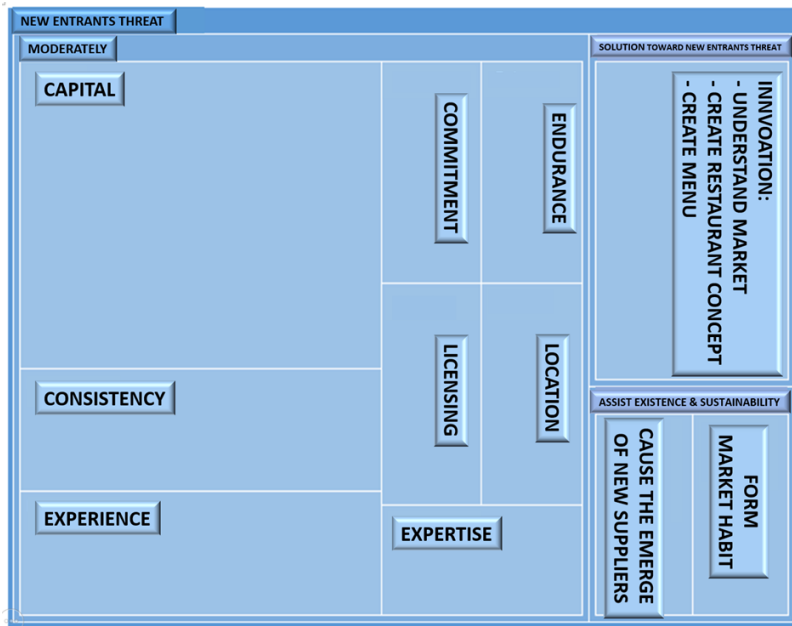 NEW ENTRANTS THREAT
MODERATELY
CAPITAL
CONSISTENCY
EXPERIENCE
COMMITMENT
ENDURANCE
LICENSING
LOCATION
EXPERTISE
SOLUTION TOWARD NEW ENTRANTS THREAT
INNVOATION:
- UNDERSTAND MARKET
- CREATE RESTAURANT CONCEPT
- CREATE MENU
ASSIST EXISTENCE & SUSTAINABILITY
CAUSE THE EMERGE
OF NEW SUPPLIERS
FORM
MARKET HABIT